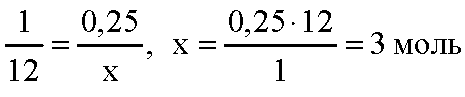 1/12 = 0,25/x, x = 0,25·12/1 = 3 моль